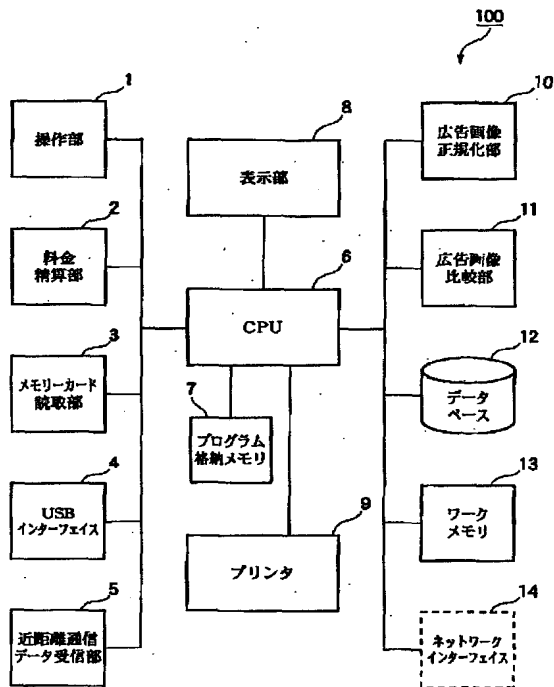 100
1
操作部
2
料金
精算部
3
メモリーカード
読取部
4
USB
インターフェイス
5
近距離通信
データ受信部
8
表示部
6
CPU
7
プログラム
格納メモリ
9
プリンタ
10
広告画像
正規化部
11
広告画像
比較部
12
データ
ベース
13
ワーク
メモリ
14
ネットワーク
インターフェイス